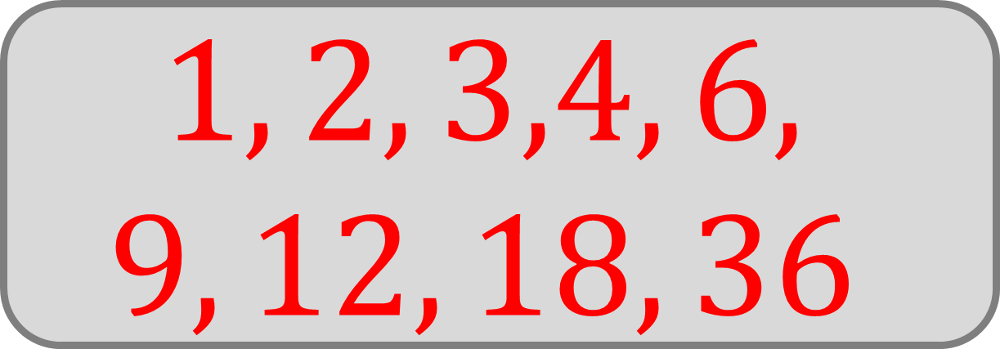 1, 2, 3,4, 6,
9, 12, 18, 36